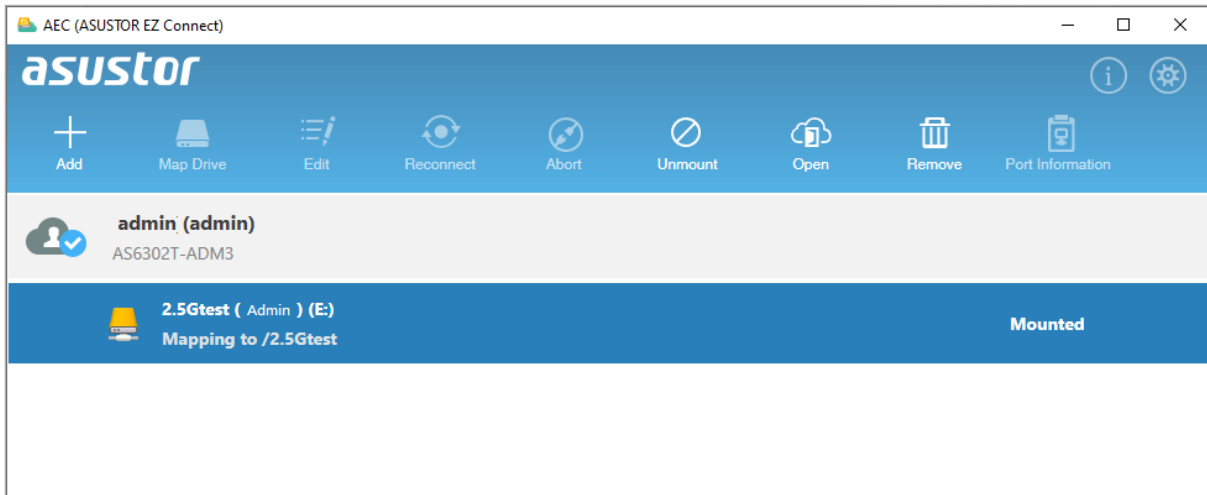 AEC (ASUSTOR EZ Connect)
asustor
Add Map Drive Edit Reconnect Abort Unmount Open Remove Port Information
admin (admin)
AS6302T-ADM3
2.5Gtest ( Admin ) (E:)
Mounted
Mapping to /2.5Gtest